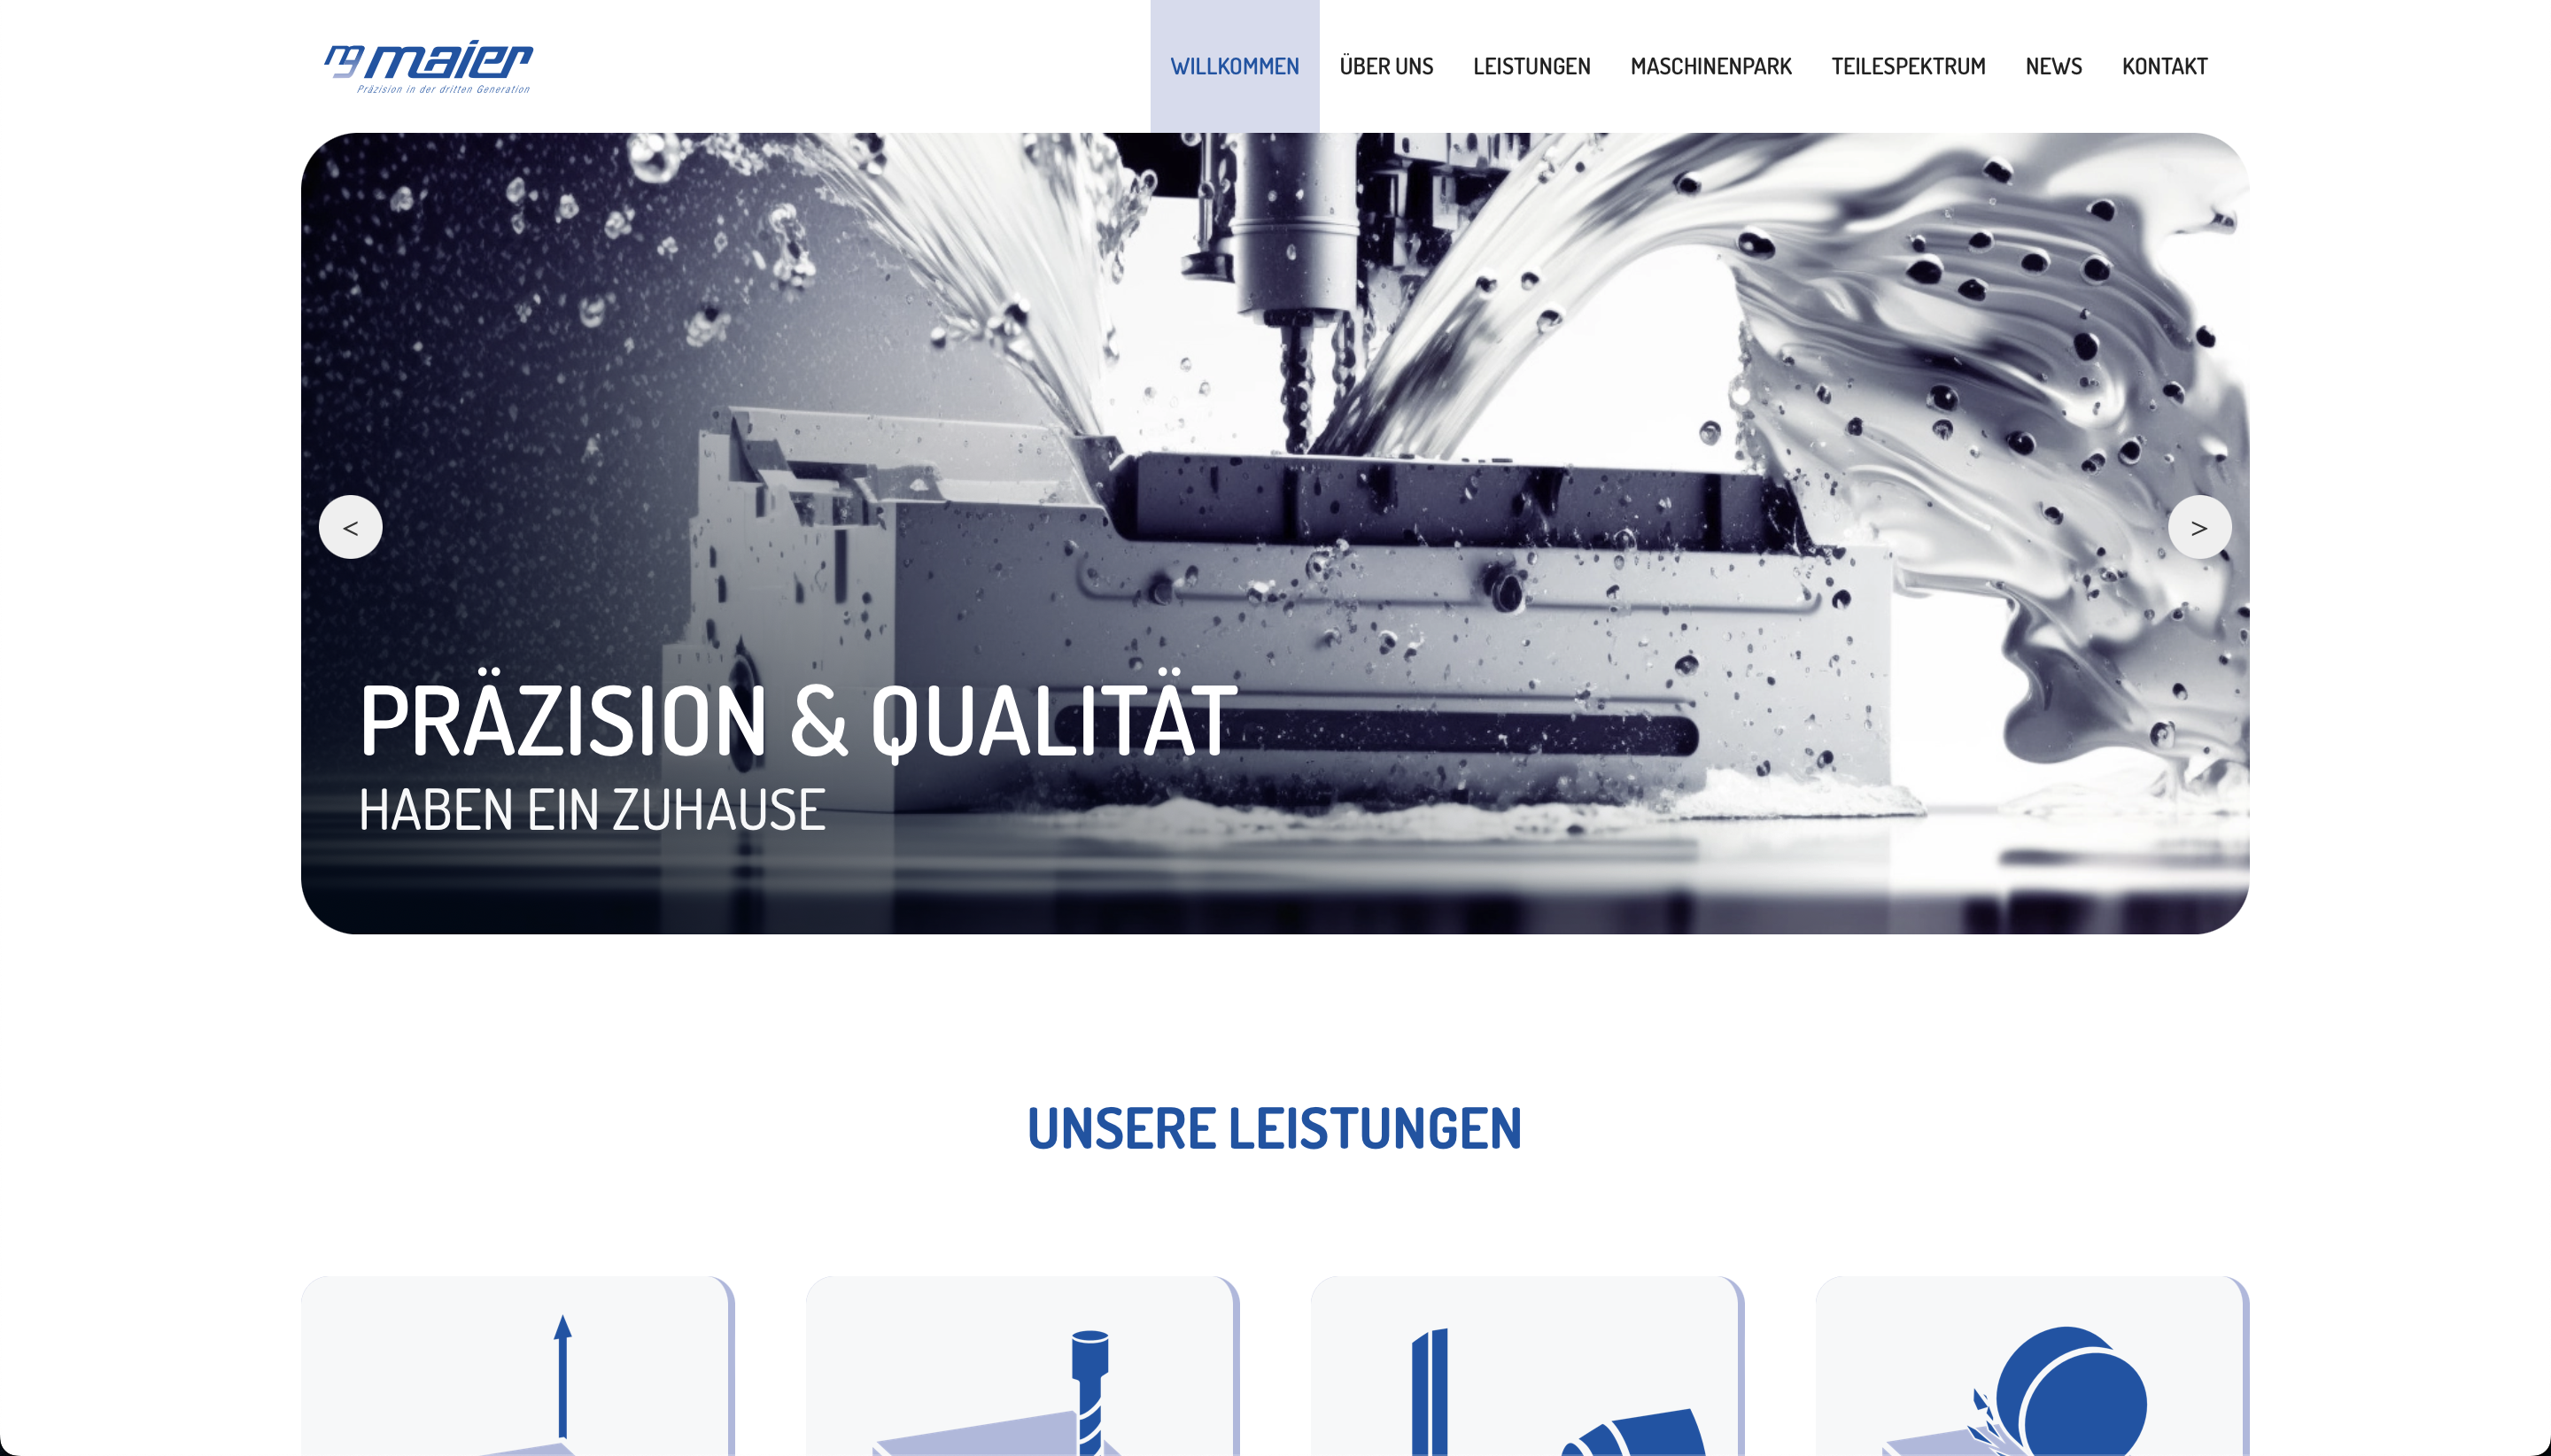 mg maier
Präzision in der dritten Generation
WILLKOMMEN
ÜBER UNS
LEISTUNGEN
MASCHINENPARK
TEILESPEKTRUM
NEWS
KONTAKT
<
>
PRÄZISION & QUALITÄT
HABEN EIN ZUHAUSE
UNSERE LEISTUNGEN